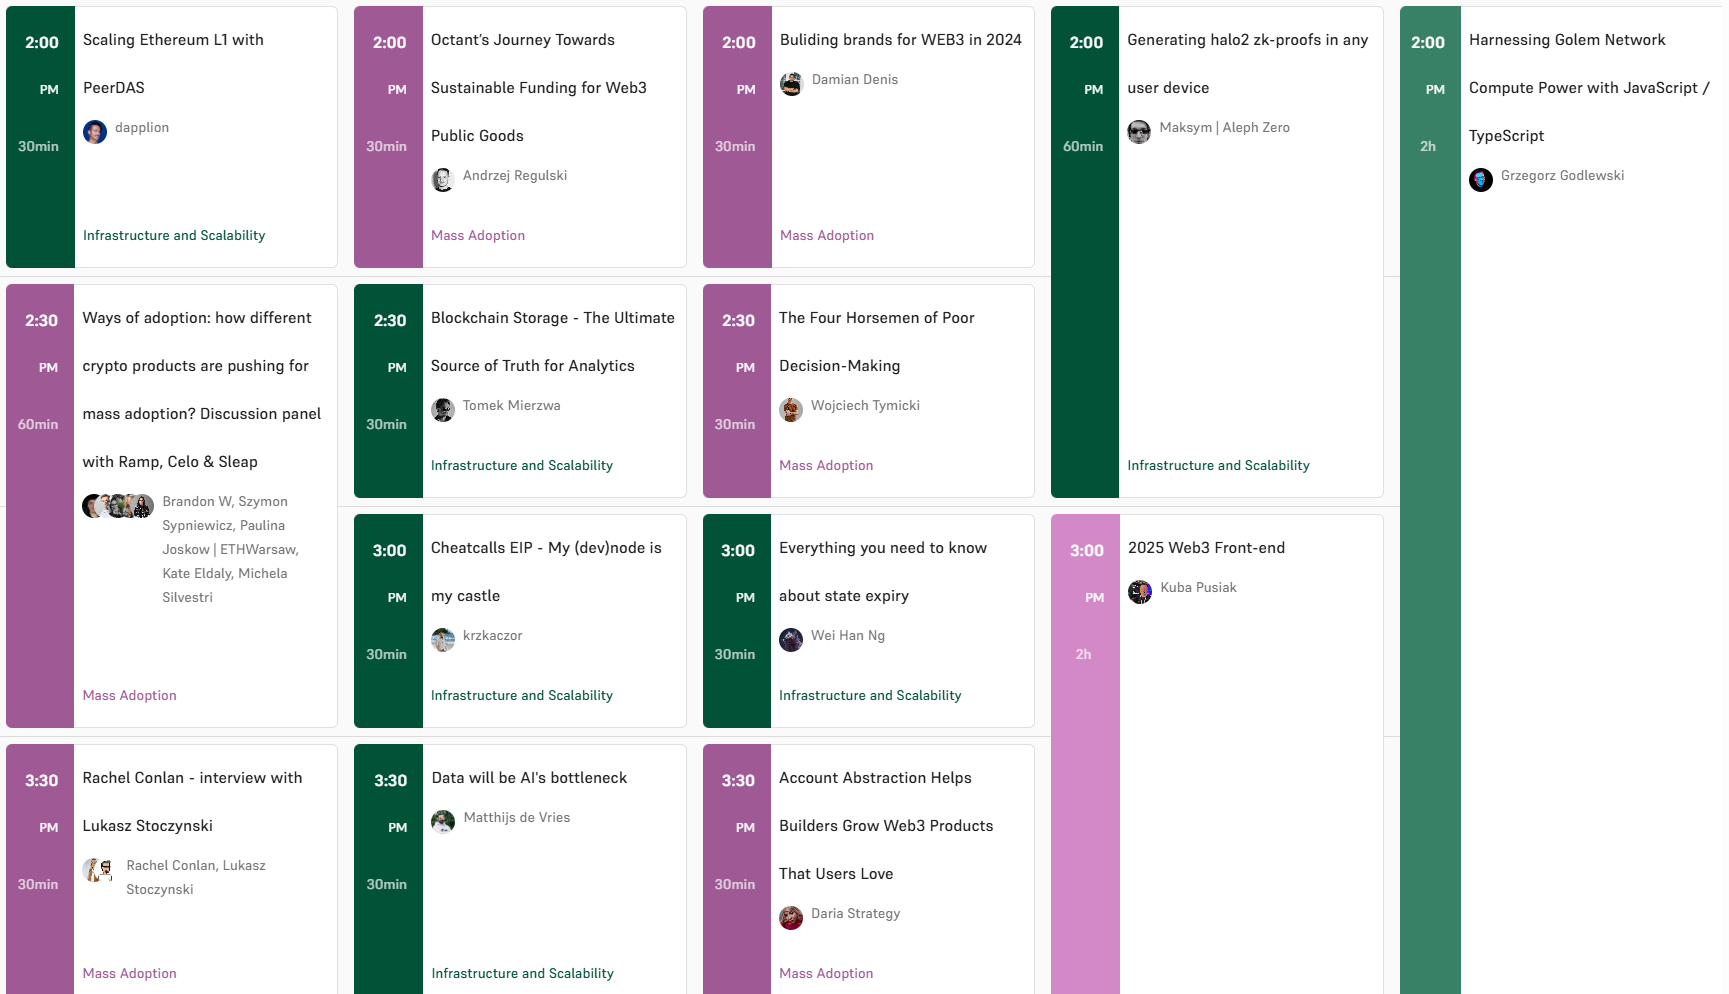 2:00
PM
30min
Scaling Ethereum L1 with
PeerDAS
dapplion
Infrastructure and Scalability
2:00
PM
30min
Octant’s Journey Towards
Sustainable Funding for Web3
Public Goods
Andrzej Regulski
Mass Adoption
2:00
PM
30min
Buliding brands for WEB3 in 2024
Damian Denis
Mass Adoption
2:00
PM
60min
Generating halo2 zk-proofs in any
user device
Maksym | Aleph Zero
Infrastructure and Scalability
2:00
PM
2h
Harnessing Golem Network
Compute Power with JavaScript /
TypeScript
Grzegorz Godlewski
2:30
PM
60min
Ways of adoption: how different
crypto products are pushing for
mass adoption? Discussion panel
with Ramp, Celo & Sleap
Brandon W, Szymon
Sypniewicz, Paulina
Joskow | ETHWarsaw,
Kate Eldaly, Michela
Silvestri
Mass Adoption
2:30
PM
30min
Blockchain Storage - The Ultimate
Source of Truth for Analytics
Tomek Mierzwa
Infrastructure and Scalability
2:30
PM
30min
The Four Horsemen of Poor
Decision-Making
Wojciech Tymicki
Mass Adoption
3:00
PM
30min
Cheatcalls EIP - My (dev)node is
my castle
krzkaczor
Infrastructure and Scalability
3:00
PM
30min
Everything you need to know
about state expiry
Wei Han Ng
Infrastructure and Scalability
3:00
PM
2h
2025 Web3 Front-end
Kuba Pusiak
3:30
PM
30min
Rachel Conlan - interview with
Lukasz Stoczynski
Rachel Conlan, Lukasz
Stoczynski
Mass Adoption
3:30
PM
30min
Data will be AI's bottleneck
Matthijs de Vries
Infrastructure and Scalability
3:30
PM
30min
Account Abstraction Helps
Builders Grow Web3 Products
That Users Love
Daria Strategy
Mass Adoption